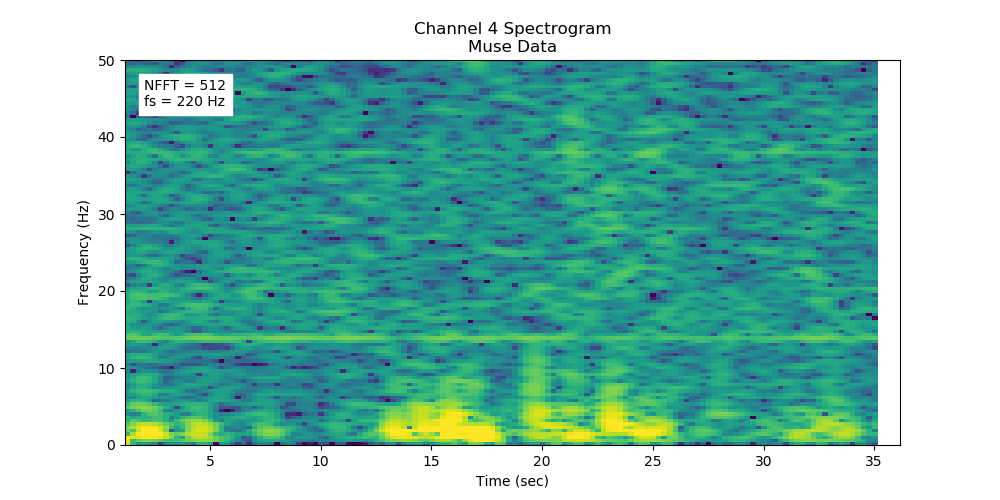 Channel 4 Spectrogram
Muse Data
NFFT = 512
fs = 220 Hz
50
40
30
20
10
0
Frequency (Hz)
5
10
15
20
25
30
35
Time (sec)